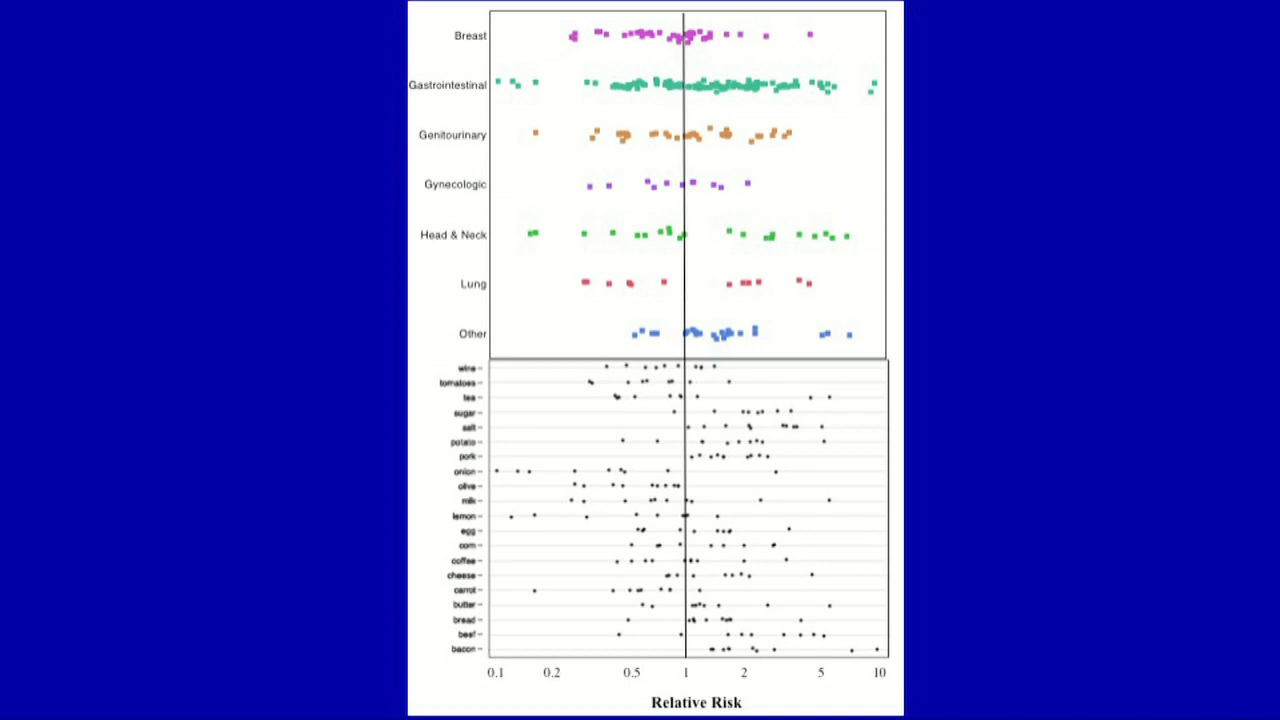 Breast
Gastrointestinal
Genitourinary
Gynecologic
Head & Neck
Lung
Other
wine
tomatoes
tea
sugar
salt
potato
pork
onion
olive
milk
lemon
egg
corn
coffee
cheese
carrot
butter
bread
beef
bacon
0.1 0.2 0.5 1 2 5 10
Relative Risk